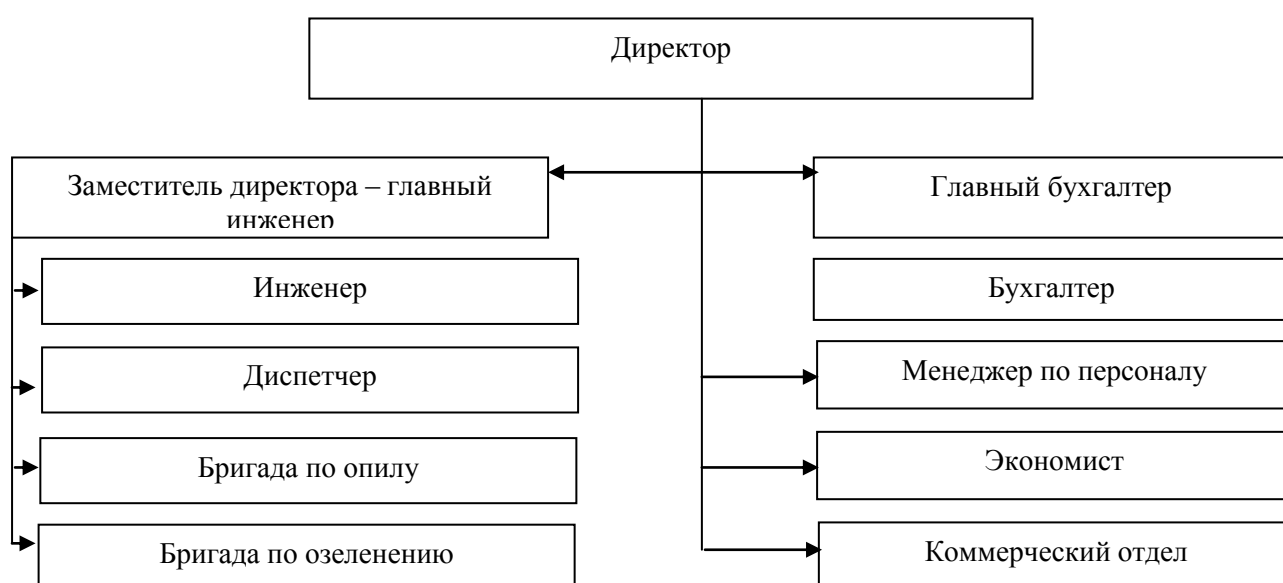 Директор
Заместитель директора – главный
инженер
Главный бухгалтер
Инженер
Бухгалтер
Диспетчер
Менеджер по персоналу
Бригада по опилу
Экономист
Бригада по озеленению
Коммерческий отдел